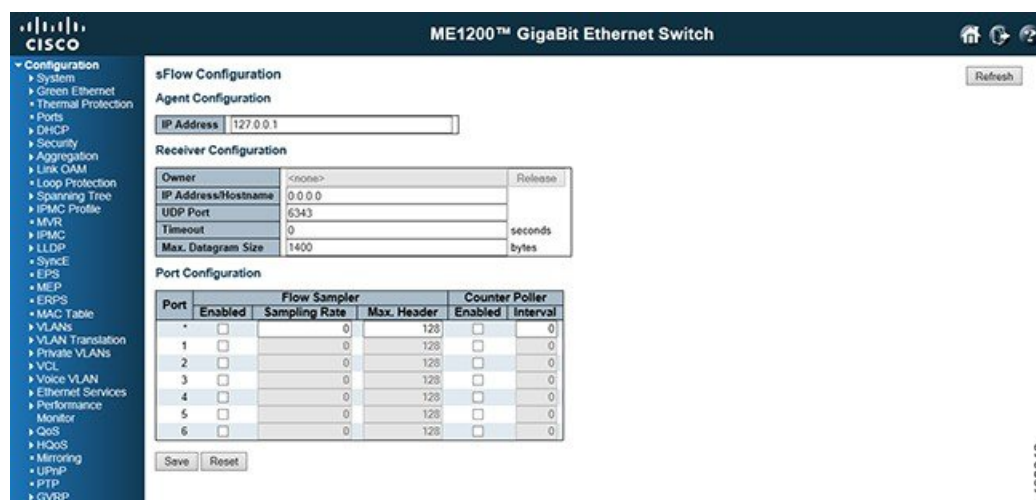 CISCO
ME1200™ GigaBit Ethernet Switch
Configuration
System
Green Ethernet
Thermal Protection
Ports
DHCP
Security
Aggregation
Link OAM
Loop Protection
Spanning Tree
IPMC Profile
MVR
IPMC
LLDP
SyncE
EPS
MEP
ERPS
MAC Table
VLANs
VLAN Translation
Private VLANs
VCL
Voice VLAN
Ethernet Services
Performance
Monitor
QoS
HQoS
Mirroring
UPnP
PTP
GVRP
sFlow Configuration
Refresh
Agent Configuration
IP Address 127.0.0.1
Receiver Configuration
Owner <none> Release
IP Address/Hostname 0.0.0.0
UDP Port 6343
Timeout 0 seconds
Max. Datagram Size 1400 bytes
Port Configuration
Port Flow Sampler Counter Poller
Enabled Sampling Rate Max. Header Enabled Interval
* 0 128 0
1 0 128 0
2 0 128 0
3 0 128 0
4 0 128 0
5 0 128 0
6 0 128 0
Save Reset